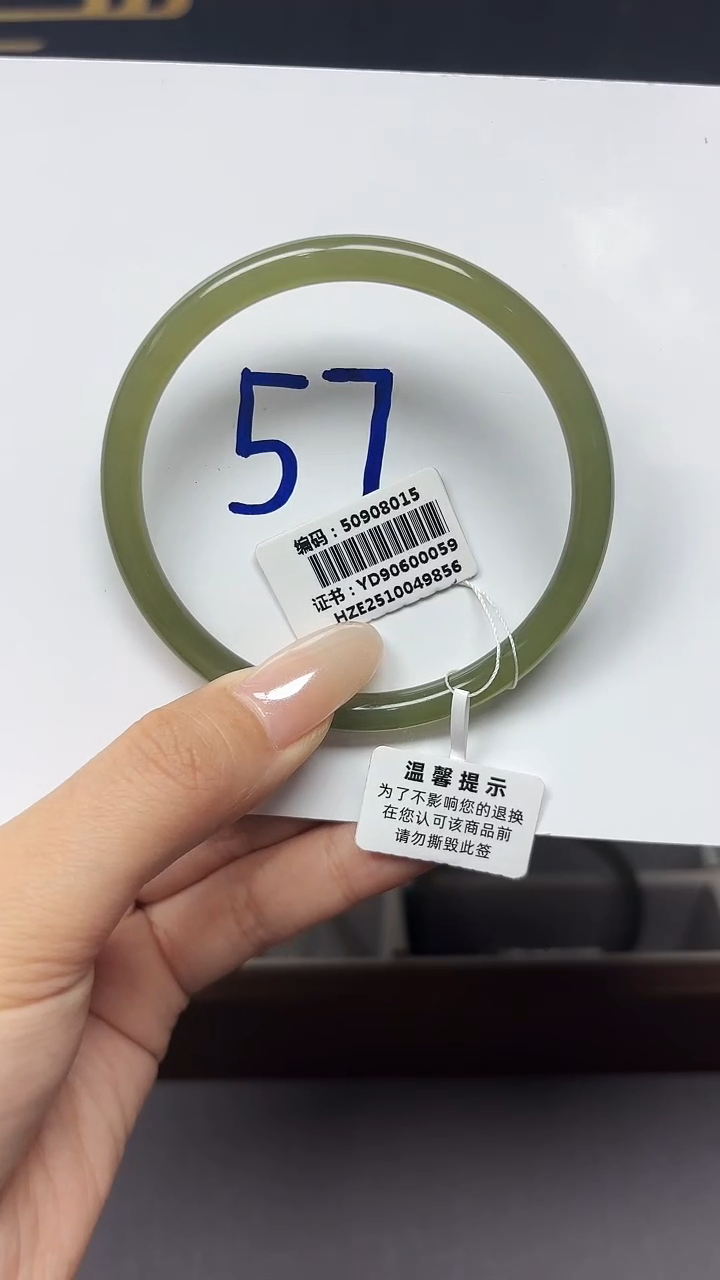 57
编码：50908015
证书：YD90600059
HZE2510049856
温馨提示
为了不影响您的退换
在您认可该商品前
请勿撕毁此签